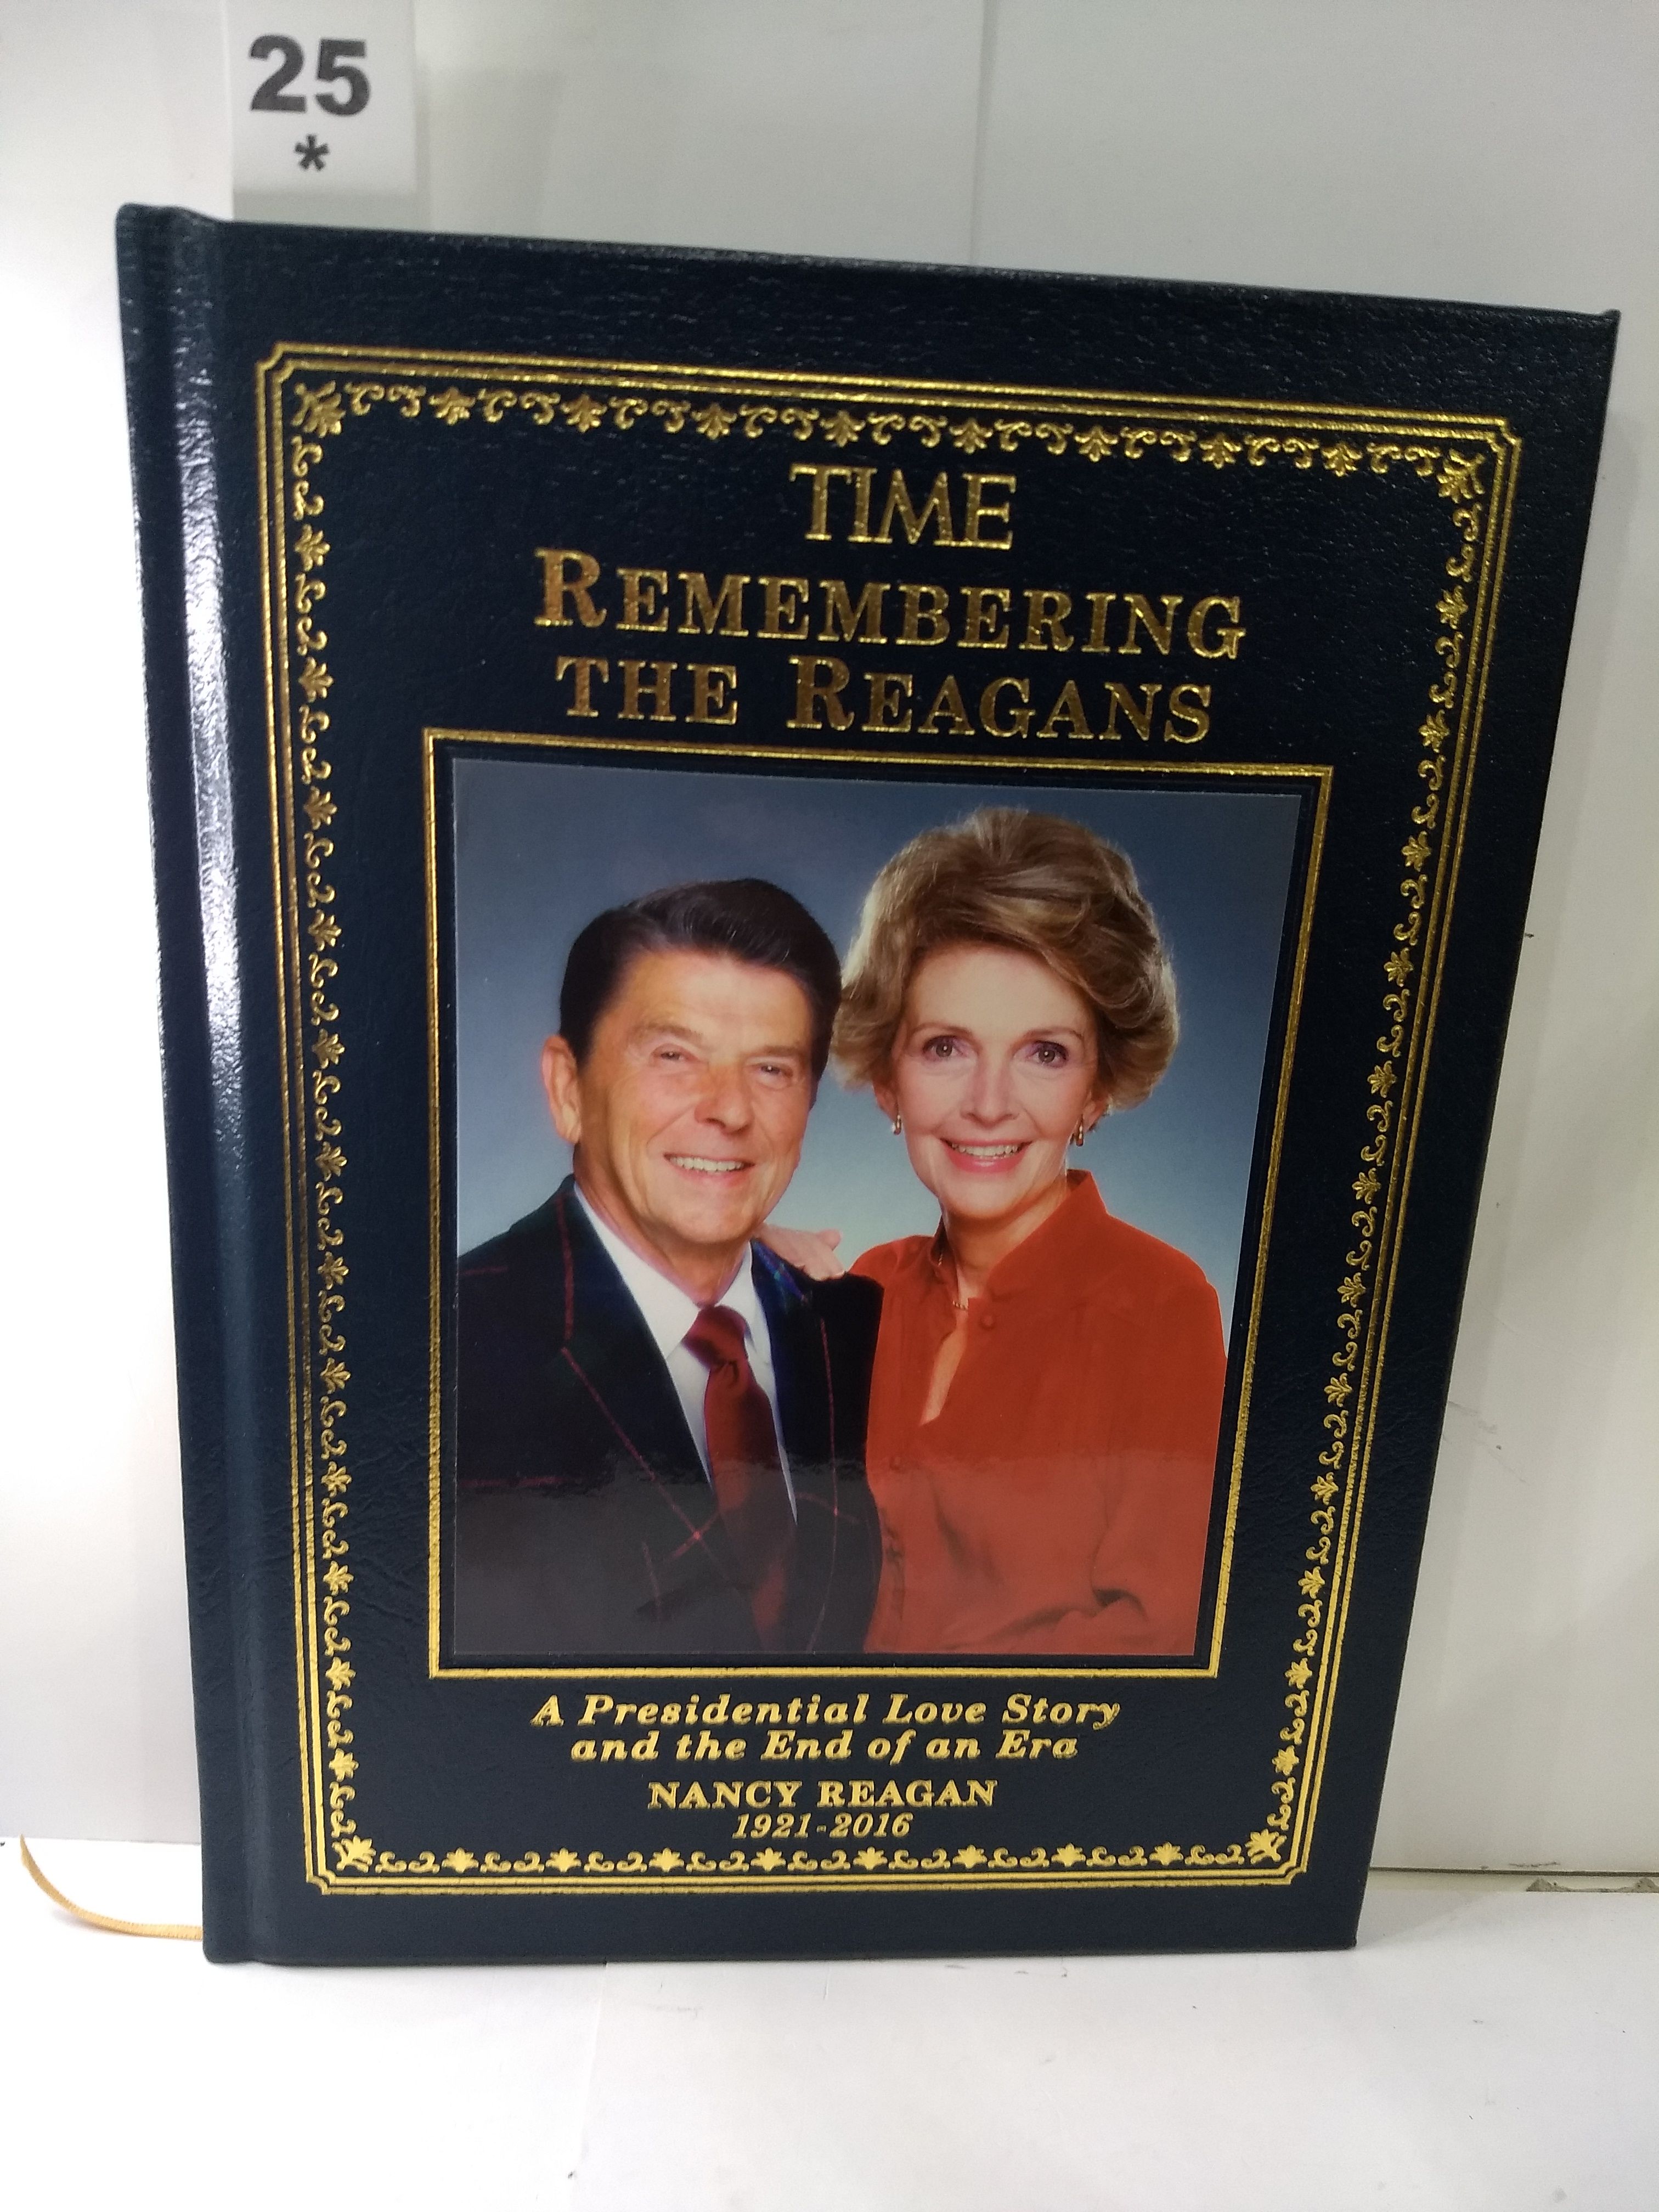 25
*
TIME
REMEMBERING
THE REAGANS
A Presidential Love Story
and the End of an Era
NANCY REAGAN
1921-2016